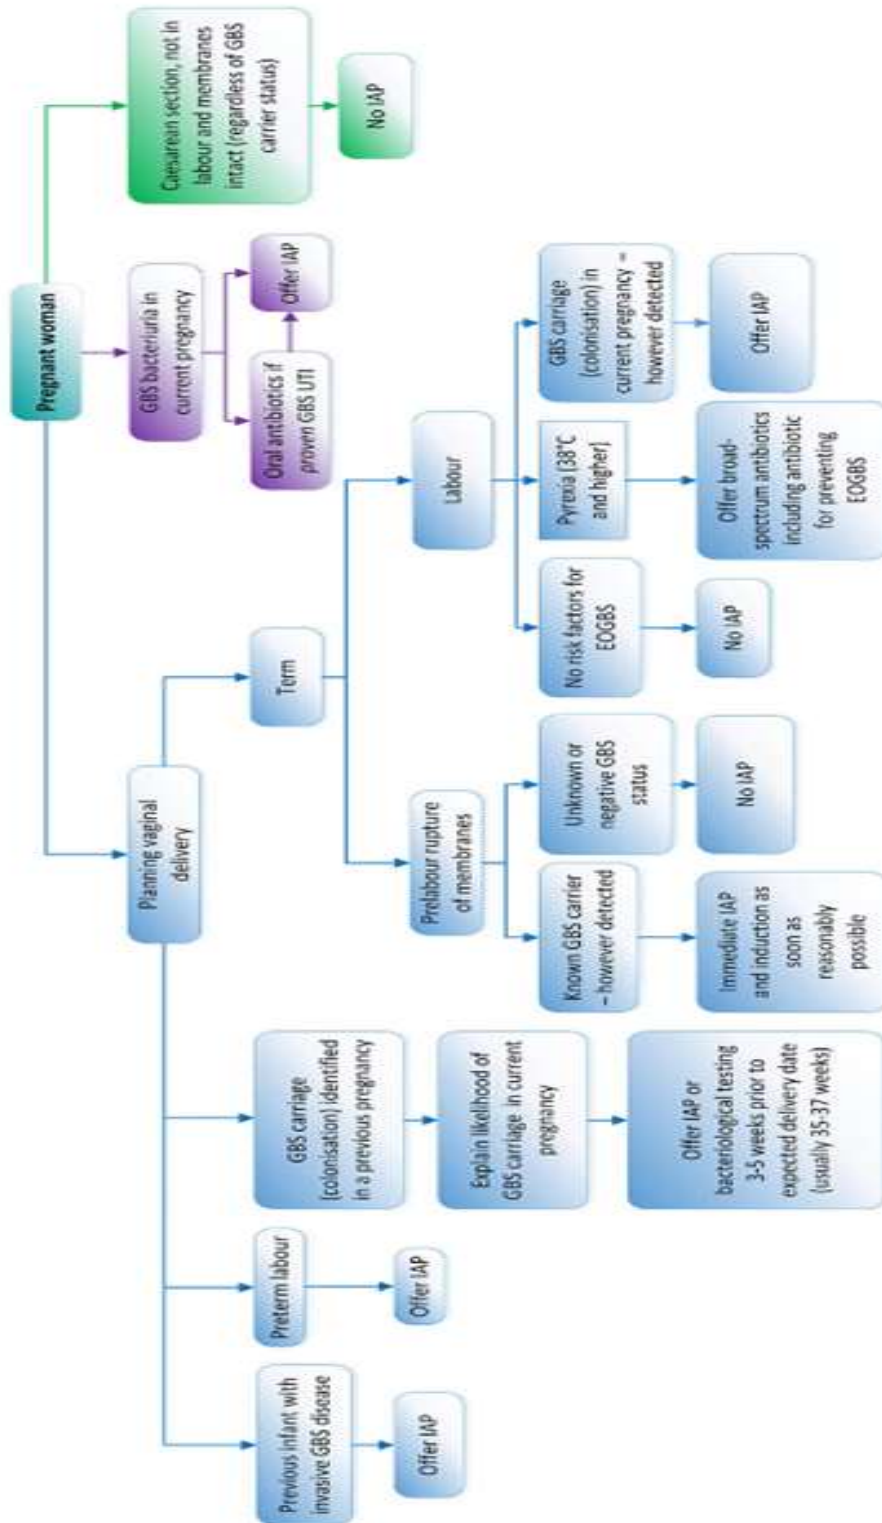 Pregnant woman
Planning vaginal
delivery
GBS bacteriuria in
current pregnancy
Caesarean section, not in
labour and membranes
intact (regardless of GBS
carrier status)
Oral antibiotics if
proven GBS UTI
Offer IAP
No IAP
Previous infant with
invasive GBS disease
Offer IAP
Preterm labour
Offer IAP
GBS carriage
(colonisation) identified
in a previous pregnancy
Explain likelihood of
GBS carriage in current
pregnancy
Offer IAP or
bacteriological testing
3-5 weeks prior to
expected delivery date
(usually 35-37 weeks)
Term
Prelabour rupture
of membranes
Known GBS carrier
– however detected
Immediate IAP
and induction as
soon as
reasonably
possible
Unknown or
negative GBS
status
No IAP
Labour
No risk factors for
EOGBS
No IAP
Pyrexia (38°C
and higher)
Offer broad-
spectrum antibiotics
including antibiotic
for preventing
EOGBS
GBS carriage
(colonisation) in
current pregnancy –
however detected
Offer IAP